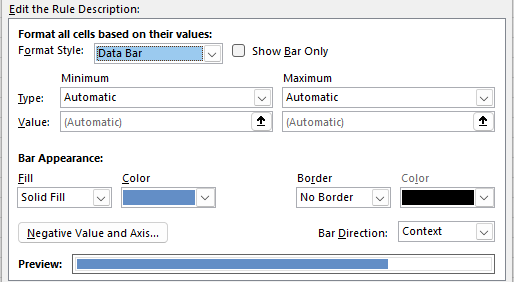 Edit the Rule Description:
Format all cells based on their values:
Format Style: Data Bar Show Bar Only
Minimum Maximum
Type: Automatic Automatic
Value: (Automatic) (Automatic)
Bar Appearance:
Fill Color Border Color
Solid Fill No Border
Negative Value and Axis... Bar Direction: Context
Preview: